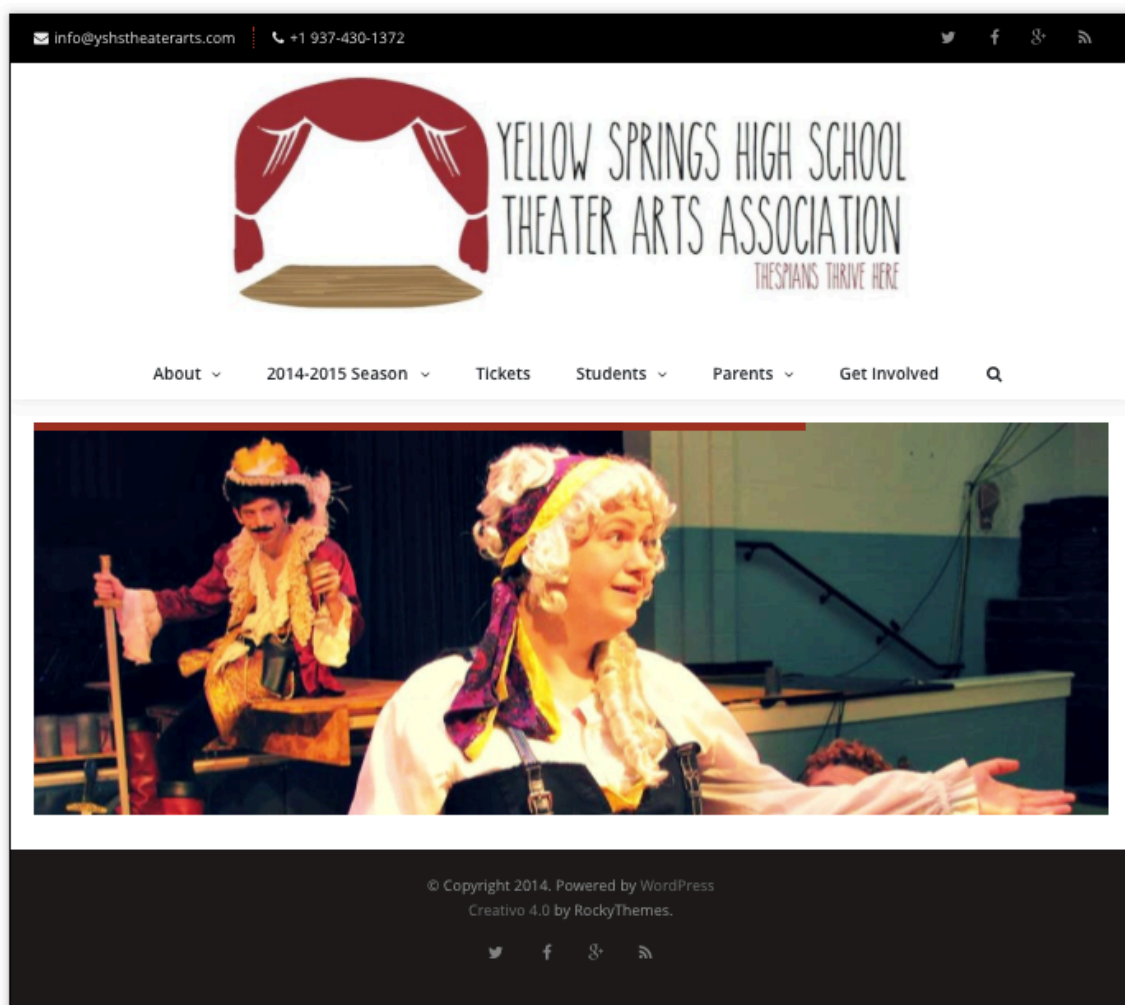 info@yshstheaterarts.com +1 937-430-1372
YELLOW SPRINGS HIGH SCHOOL
THEATER ARTS ASSOCIATION
THESPIANS THRIVE HERE
About 2014-2015 Season Tickets Students Parents Get Involved
© Copyright 2014. Powered by WordPress
Creativo 4.0 by RockyThemes.